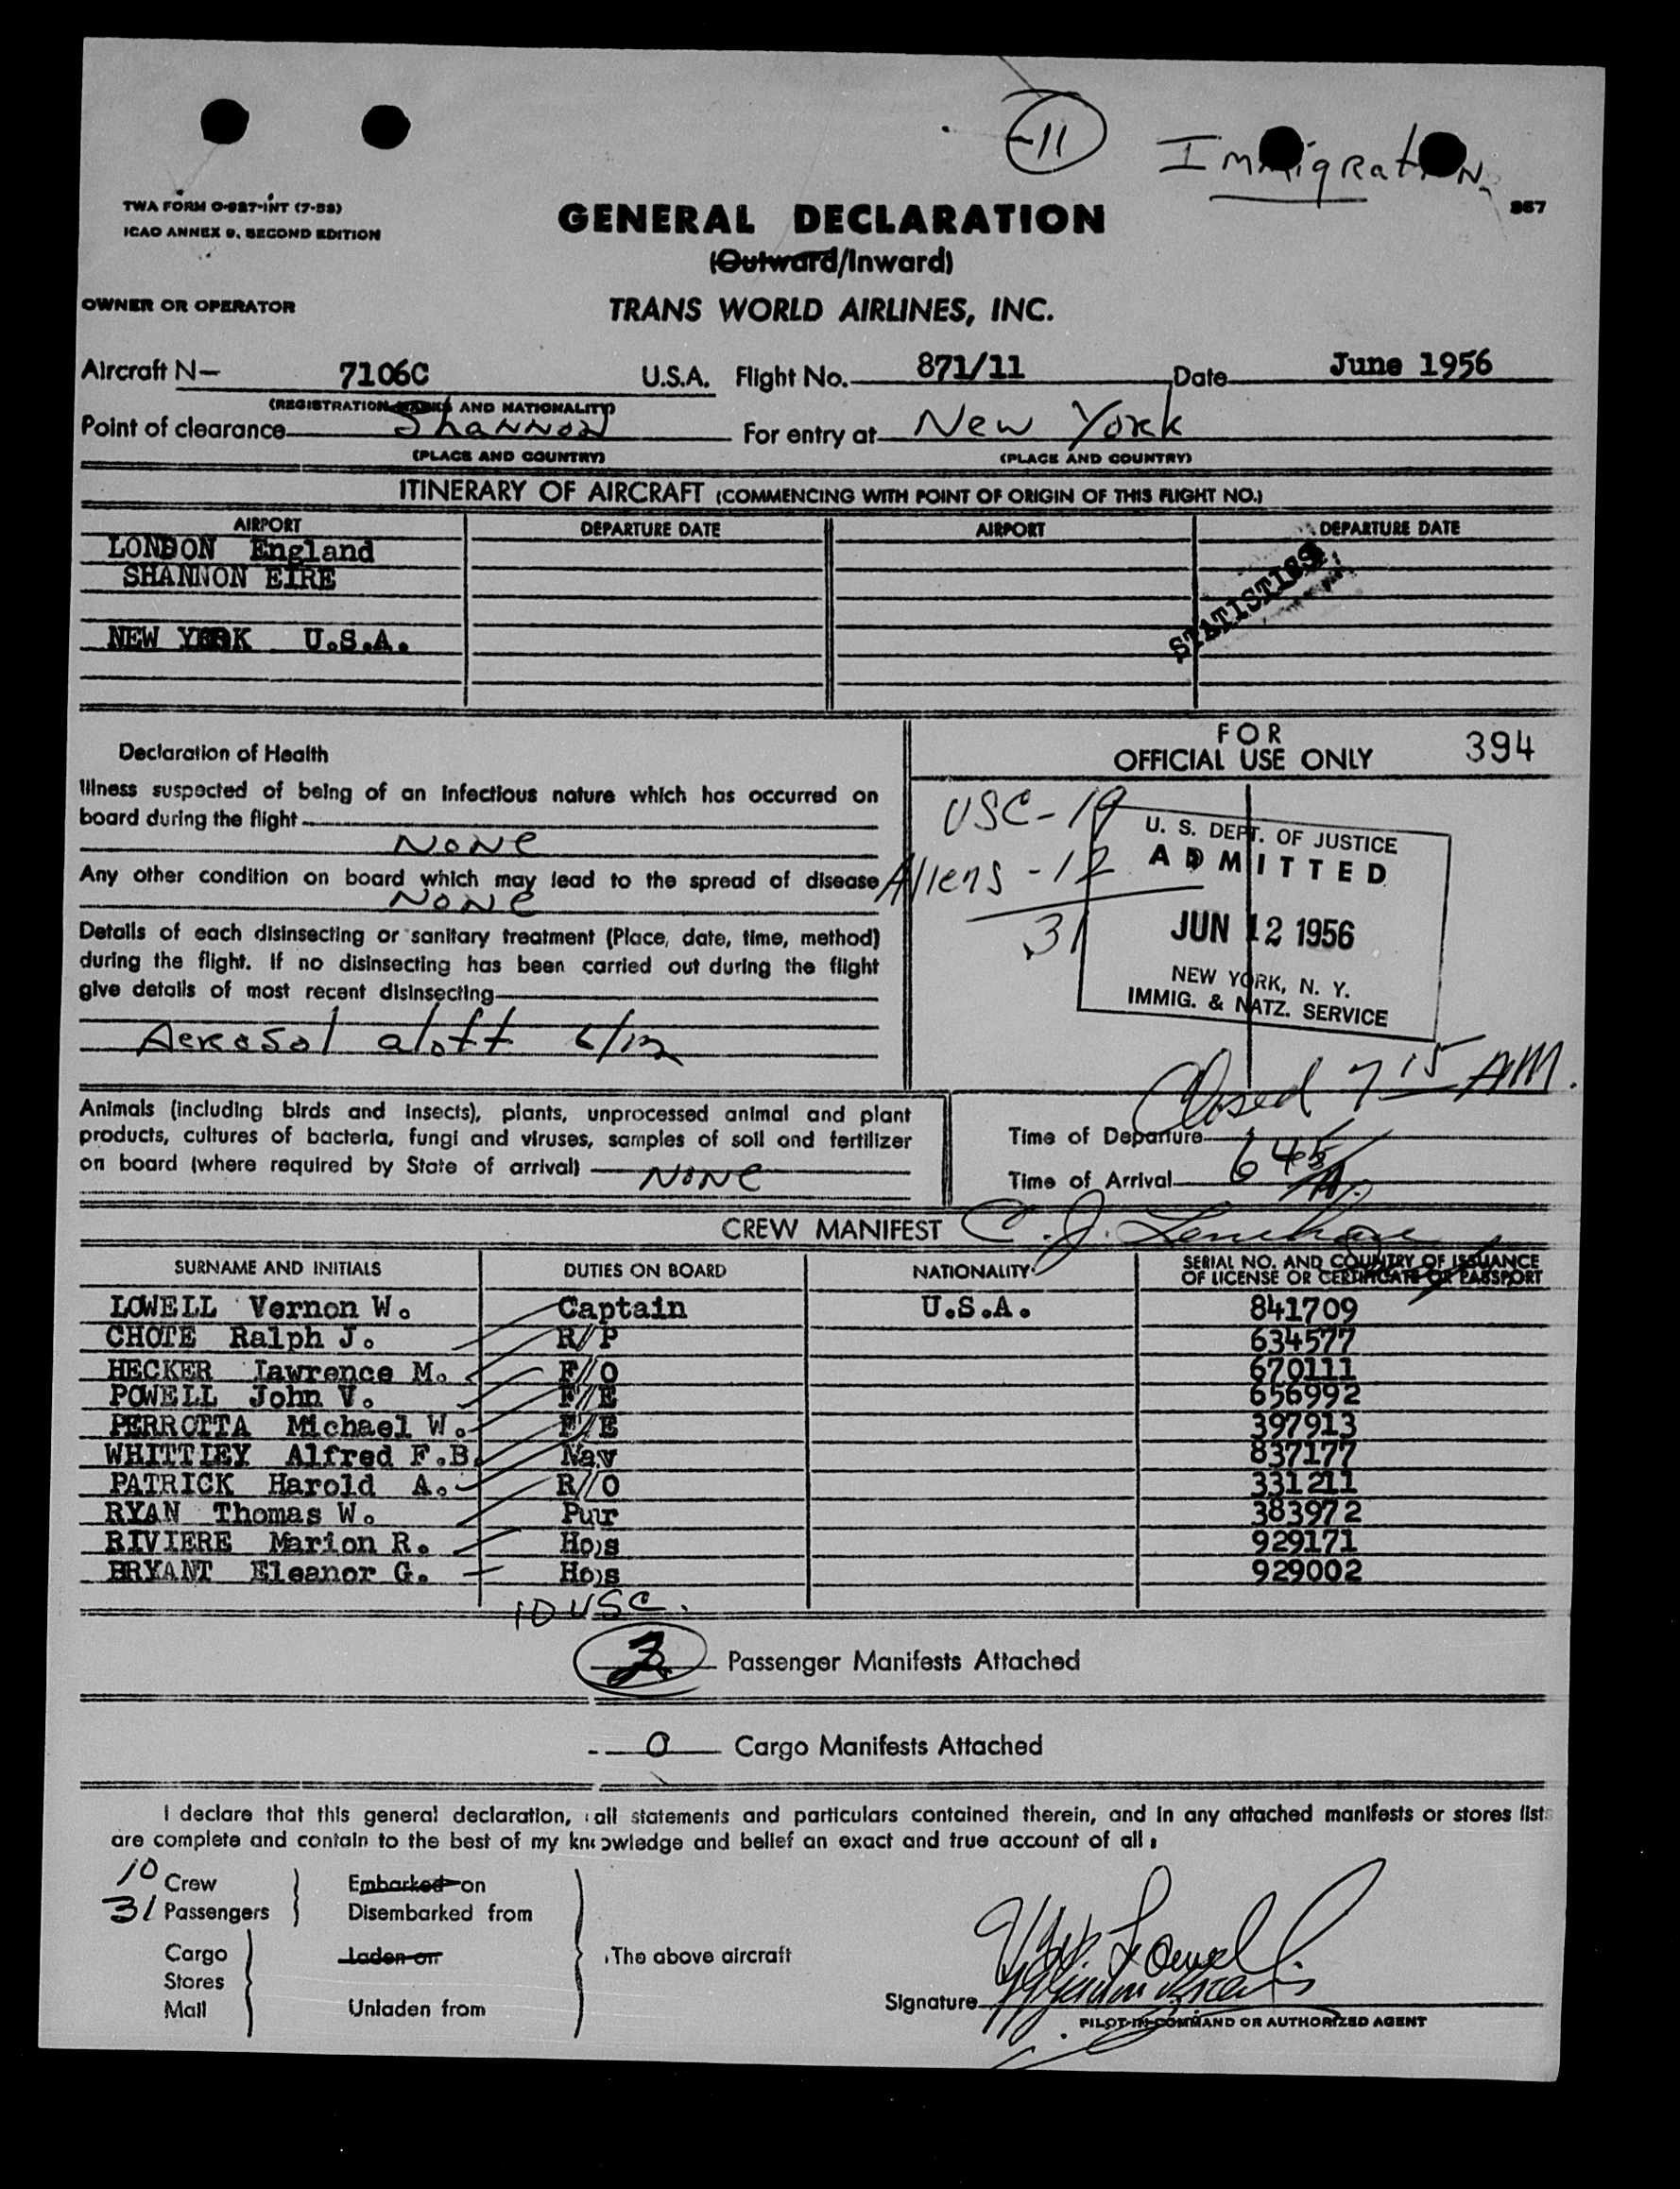 -11
Immigration
TWA FORM O-987-INT (7-53)
ICAO ANNEX 9, SECOND EDITION
GENERAL DECLARATION
(Outward/Inward)
OWNER OR OPERATOR
TRANS WORLD AIRLINES, INC.
Aircraft N- 7106C U.S.A. Flight No. 871/11 Date June 1956
(REGISTRATION MARKS AND NATIONALITY)
Point of clearance Shannon For entry at New York
(PLACE AND COUNTRY) (PLACE AND COUNTRY)
ITINERARY OF AIRCRAFT (COMMENCING WITH POINT OF ORIGIN OF THIS FLIGHT NO.)
AIRPORT DEPARTURE DATE AIRPORT DEPARTURE DATE
LONDON England
SHANNON EIRE
NEW YORK U.S.A.
STATISTICS
FOR
OFFICIAL USE ONLY 394
Declaration of Health
Illness suspected of being of an infectious nature which has occurred on
board during the flight
None
Any other condition on board which may lead to the spread of disease
None
Details of each disinsecting or sanitary treatment (Place, date, time, method)
during the flight. If no disinsecting has been carried out during the flight
give details of most recent disinsecting
Aerosol aloft 6/12
USC-19
Aliens -12
31
U. S. DEPT. OF JUSTICE
ADMITTED
JUN 12 1956
NEW YORK, N. Y.
IMMIG. & NATZ. SERVICE
Closed 7 15 AM.
Animals (including birds and insects), plants, unprocessed animal and plant
products, cultures of bacteria, fungi and viruses, samples of soil and fertilizer
on board (where required by State of arrival) None
Time of Departure
Time of Arrival 6 45 A.
CREW MANIFEST C. J.
SURNAME AND INITIALS DUTIES ON BOARD NATIONALITY SERIAL NO. AND COUNTRY OF ISSUANCE
OF LICENSE OR CERTIFICATE OR PASSPORT
LOWELL Vernon W. Captain U.S.A. 841709
CHOTE Ralph J. R/P 634577
HECKER Lawrence M. F/O 670111
POWELL John V. F/E 656992
PERROTTA Michael W. F/E 397913
WHITTLEY Alfred F.B. Nav 837177
PATRICK Harold A. R/O 331211
RYAN Thomas W. Pur 383972
RIVIERE Marion R. Hos 929171
BRYANT Eleanor G. Hos 929002
10 USC.
Passenger Manifests Attached
0 Cargo Manifests Attached
I declare that this general declaration, all statements and particulars contained therein, and in any attached manifests or stores lists
are complete and contain to the best of my knowledge and belief an exact and true account of all:
10 Crew Embarked on
31 Passengers Disembarked from
Cargo Laden on The above aircraft
Stores
Mail Unladen from
Signature
PILOT-IN-COMMAND OR AUTHORIZED AGENT